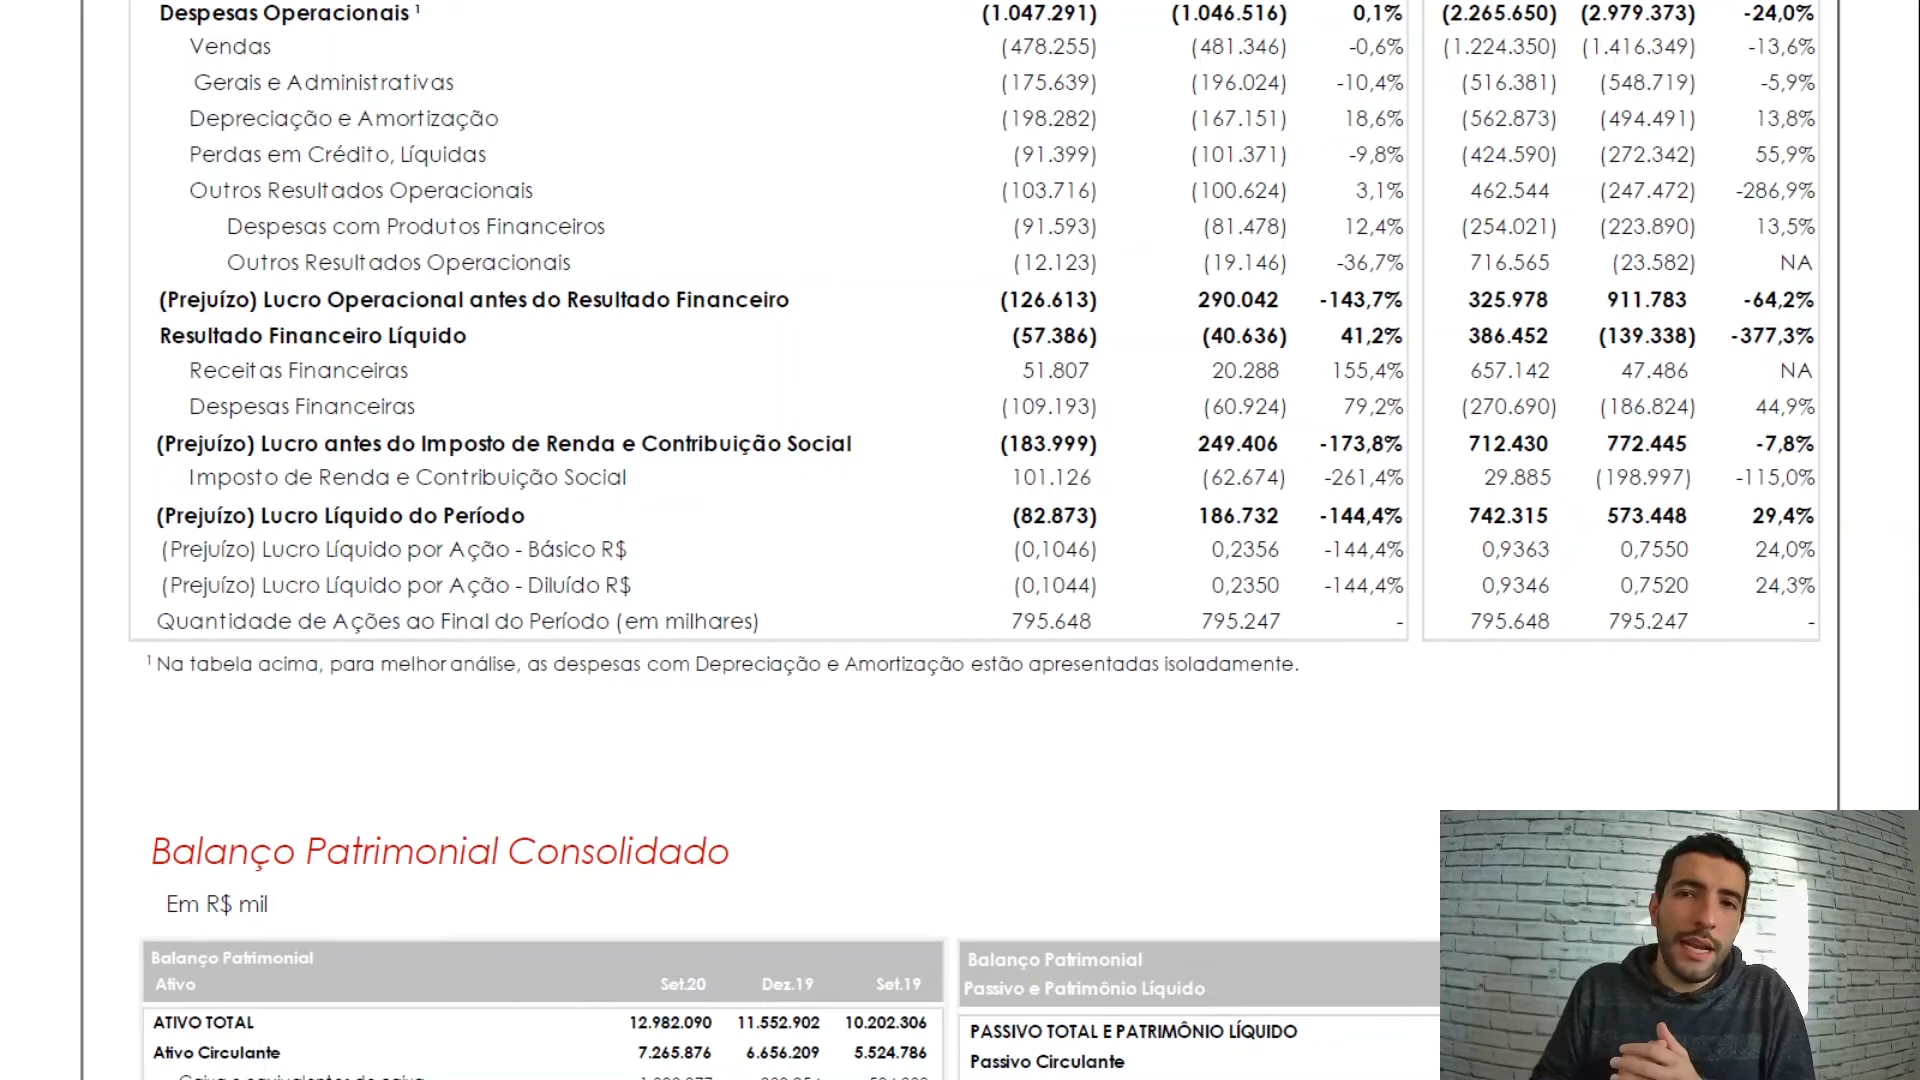 Despesas Operacionais ¹ (1.047.291) (1.046.516) 0,1% (2.265.650) (2.979.373) -24,0%
Vendas (478.255) (481.346) -0,6% (1.224.350) (1.416.349) -13,6%
Gerais e Administrativas (175.639) (196.024) -10,4% (516.381) (548.719) -5,9%
Depreciação e Amortização (198.282) (167.151) 18,6% (562.873) (494.491) 13,8%
Perdas em Crédito, Líquidas (91.399) (101.371) -9,8% (424.590) (272.342) 55,9%
Outros Resultados Operacionais (103.716) (100.624) 3,1% 462.544 (247.472) -286,9%
Despesas com Produtos Financeiros (91.593) (81.478) 12,4% (254.021) (223.890) 13,5%
Outros Resultados Operacionais (12.123) (19.146) -36,7% 716.565 (23.582) NA
(Prejuízo) Lucro Operacional antes do Resultado Financeiro (126.613) 290.042 -143,7% 325.978 911.783 -64,2%
Resultado Financeiro Líquido (57.386) (40.636) 41,2% 386.452 (139.338) -377,3%
Receitas Financeiras 51.807 20.288 155,4% 657.142 47.486 NA
Despesas Financeiras (109.193) (60.924) 79,2% (270.690) (186.824) 44,9%
(Prejuízo) Lucro antes do Imposto de Renda e Contribuição Social (183.999) 249.406 -173,8% 712.430 772.445 -7,8%
Imposto de Renda e Contribuição Social 101.126 (62.674) -261,4% 29.885 (198.997) -115,0%
(Prejuízo) Lucro Líquido do Período (82.873) 186.732 -144,4% 742.315 573.448 29,4%
(Prejuízo) Lucro Líquido por Ação - Básico R$ (0,1046) 0,2356 -144,4% 0,9363 0,7550 24,0%
(Prejuízo) Lucro Líquido por Ação - Diluído R$ (0,1044) 0,2350 -144,4% 0,9346 0,7520 24,3%
Quantidade de Ações ao Final do Período (em milhares) 795.648 795.247 - 795.648 795.247 -
¹ Na tabela acima, para melhor análise, as despesas com Depreciação e Amortização estão apresentadas isoladamente.
Balanço Patrimonial Consolidado
Em R$ mil
Balanço Patrimonial
Ativo Set.20 Dez.19 Set.19
ATIVO TOTAL 12.982.090 11.552.902 10.202.306
Ativo Circulante 7.265.876 6.656.209 5.524.786
Balanço Patrimonial
Passivo e Patrimônio Líquido
PASSIVO TOTAL E PATRIMÔNIO LÍQUIDO
Passivo Circulante